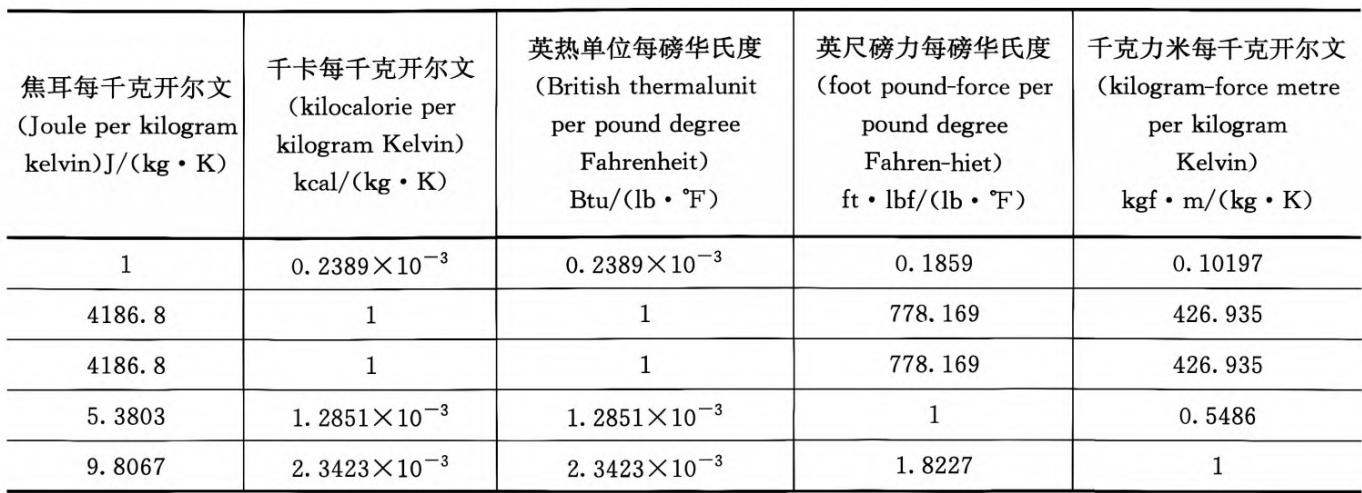 焦耳每千克开尔文
(Joule per kilogram
kelvin)J/(kg·K)
千卡每千克开尔文
(kilocalorie per
kilogram Kelvin)
kcal/(kg·K)
英热单位每磅华氏度
(British thermalunit
per pound degree
Fahrenheit)
Btu/(lb·℉)
英尺磅力每磅华氏度
(foot pound-force per
pound degree
Fahren-hiet)
ft·lbf/(lb·℉)
千克力米每千克开尔文
(kilogram-force metre
per kilogram
Kelvin)
kgf·m/(kg·K)
1 0.2389×10⁻³ 0.2389×10⁻³ 0.1859 0.10197
4186.8 1 1 778.169 426.935
4186.8 1 1 778.169 426.935
5.3803 1.2851×10⁻³ 1.2851×10⁻³ 1 0.5486
9.8067 2.3423×10⁻³ 2.3423×10⁻³ 1.8227 1